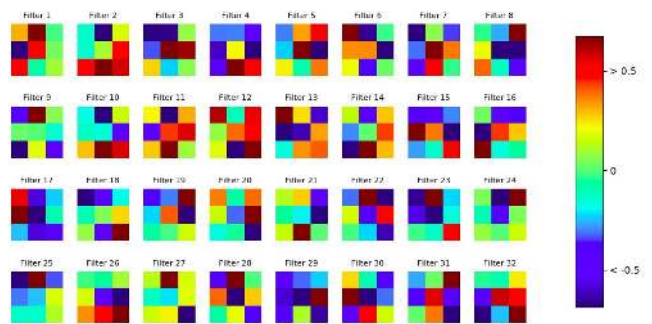 Filter 1 Filter 2 Filter 3 Filter 4 Filter 5 Filter 6 Filter 7 Filter 8
Filter 9 Filter 10 Filter 11 Filter 12 Filter 13 Filter 14 Filter 15 Filter 16
Filter 17 Filter 18 Filter 19 Filter 20 Filter 21 Filter 22 Filter 23 Filter 24
Filter 25 Filter 26 Filter 27 Filter 28 Filter 29 Filter 30 Filter 31 Filter 32
> 0.5
0
< -0.5